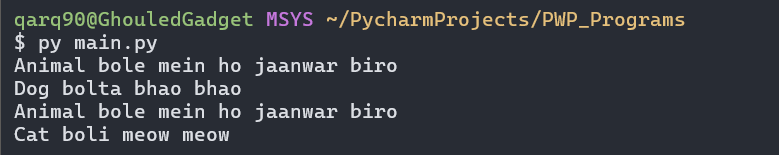 qarq90@GhouledGadget MSYS ~/PycharmProjects/PWP_Programs
$ py main.py
Animal bole mein ho jaanwar biro
Dog bolta bhao bhao
Animal bole mein ho jaanwar biro
Cat boli meow meow